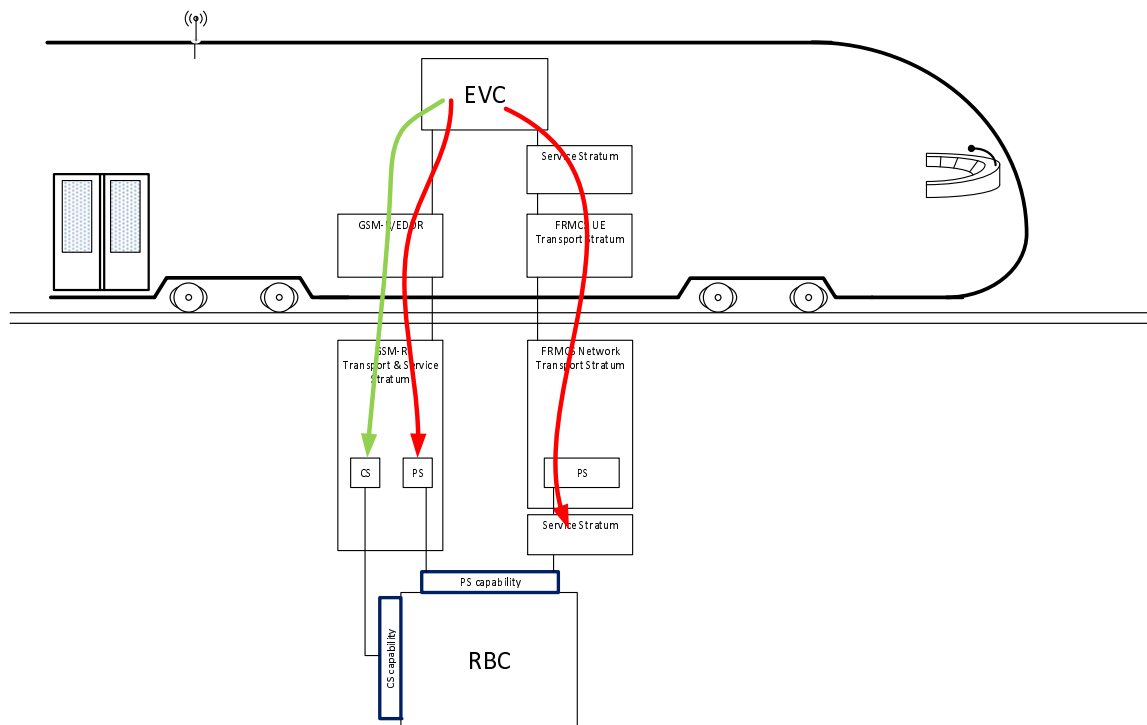 EVC
Service Stratum
GSM-R/EDOR
FRMCS UE
Transport Stratum
GSM-R
Transport & Service
Stratum
FRMCS Network
Transport Stratum
CS
PS
PS
Service Stratum
PS capability
CS capability
RBC